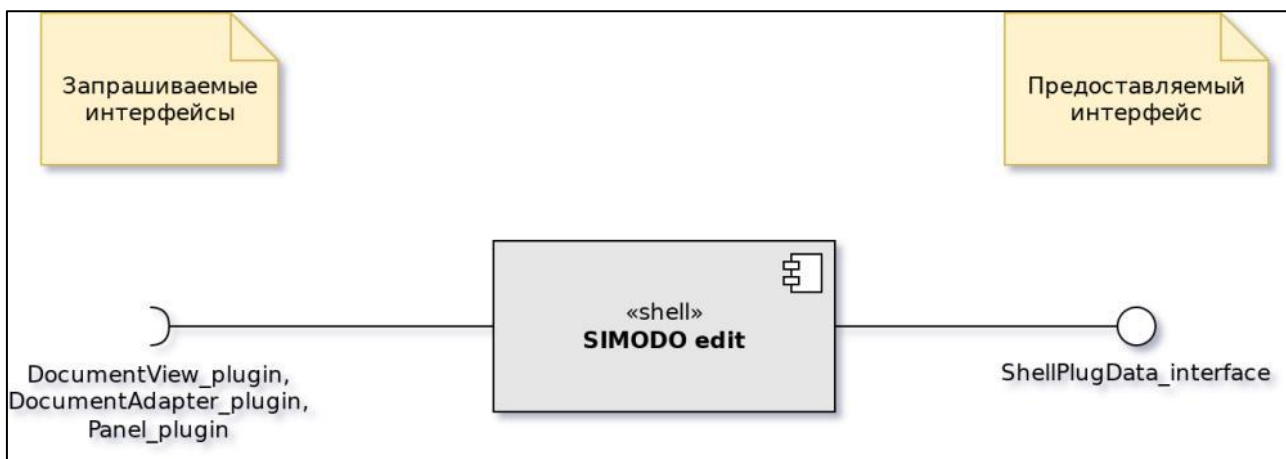 Запрашиваемые
интерфейсы
Предоставляемый
интерфейс
«shell»
SIMODO edit
DocumentView_plugin,
DocumentAdapter_plugin,
Panel_plugin
ShellPlugData_interface